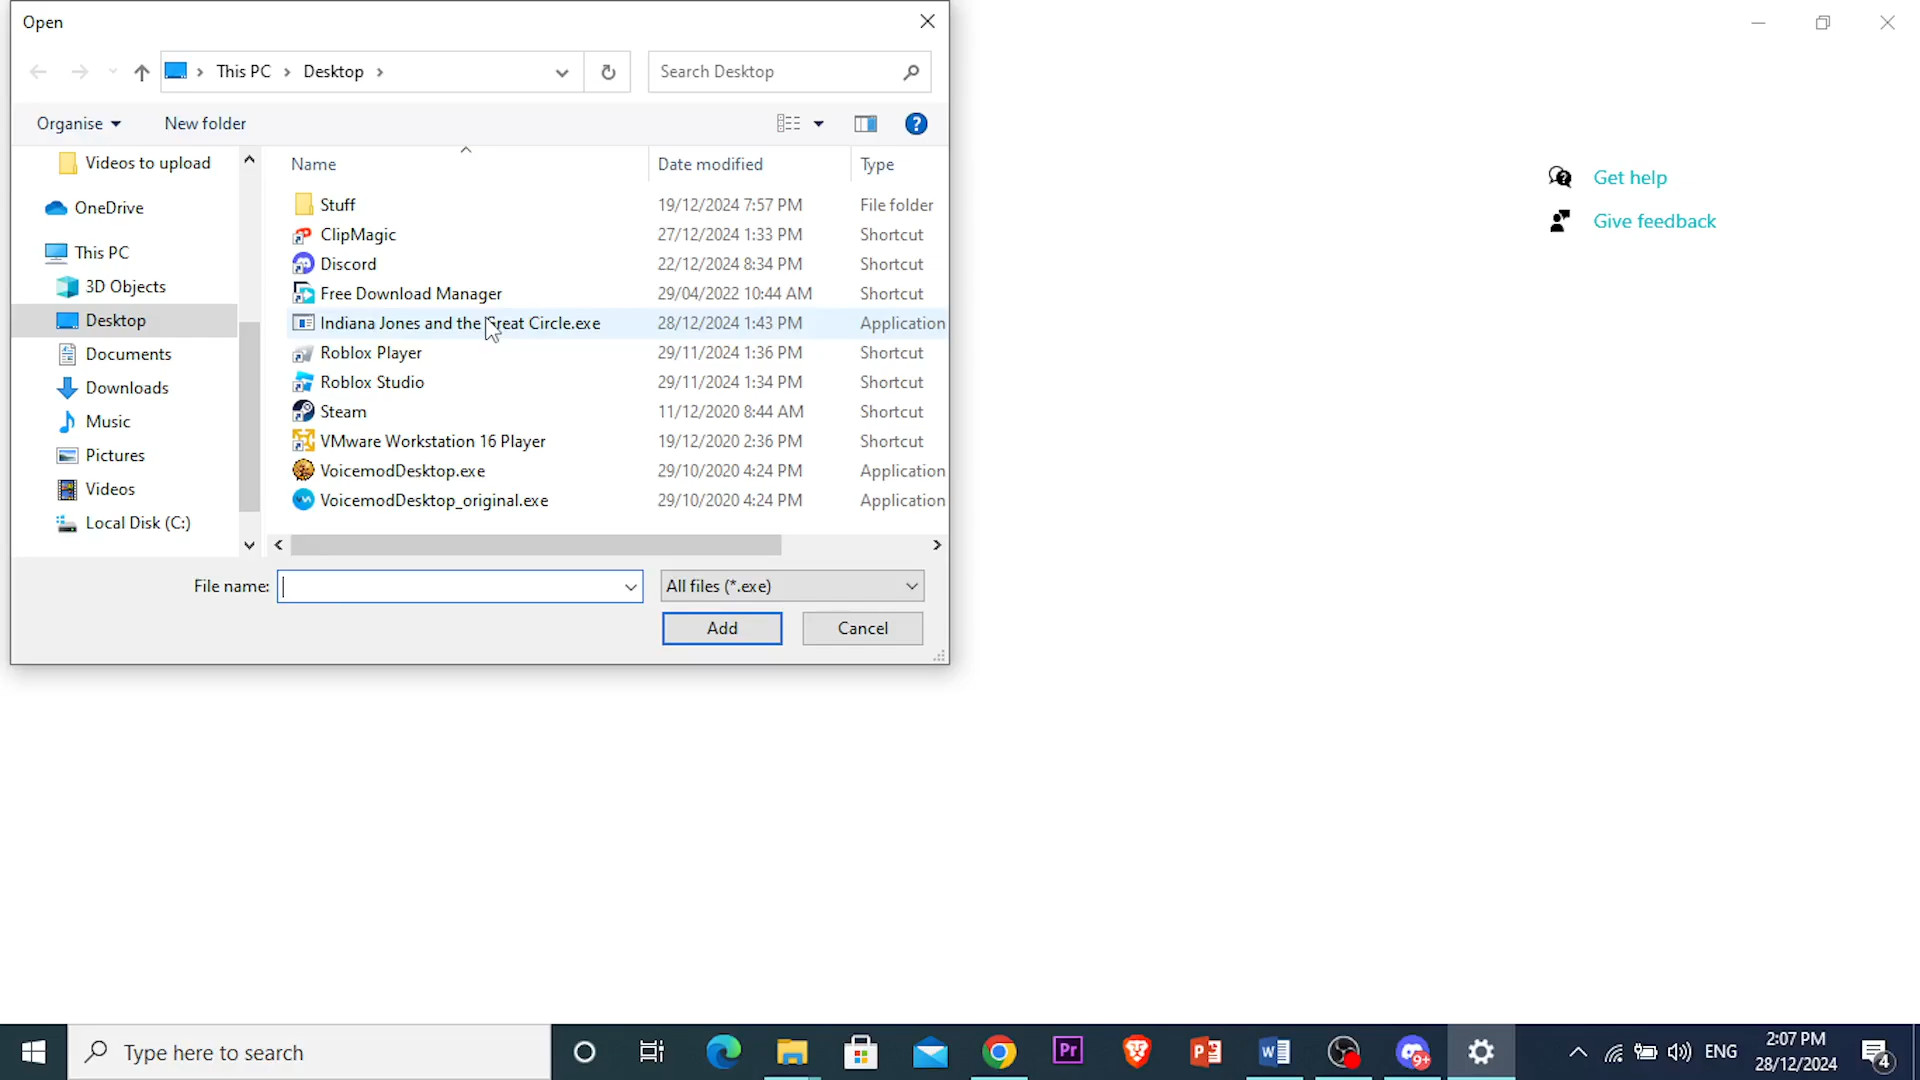 Open
This PC > Desktop >
Search Desktop
Organise
New folder
Name
Date modified
Type
Videos to upload
OneDrive
This PC
3D Objects
Desktop
Documents
Downloads
Music
Pictures
Videos
Local Disk (C:)
Stuff 19/12/2024 7:57 PM File folder
ClipMagic 27/12/2024 1:33 PM Shortcut
Discord 22/12/2024 8:34 PM Shortcut
Free Download Manager 29/04/2022 10:44 AM Shortcut
Indiana Jones and the Great Circle.exe 28/12/2024 1:43 PM Application
Roblox Player 29/11/2024 1:36 PM Shortcut
Roblox Studio 29/11/2024 1:34 PM Shortcut
Steam 11/12/2020 8:44 AM Shortcut
VMware Workstation 16 Player 19/12/2020 2:36 PM Shortcut
VoicemodDesktop.exe 29/10/2020 4:24 PM Application
VoicemodDesktop_original.exe 29/10/2020 4:24 PM Application
File name:
All files (*.exe)
Add
Cancel
Get help
Give feedback
Type here to search
Pr
9+
ENG
2:07 PM
28/12/2024
4